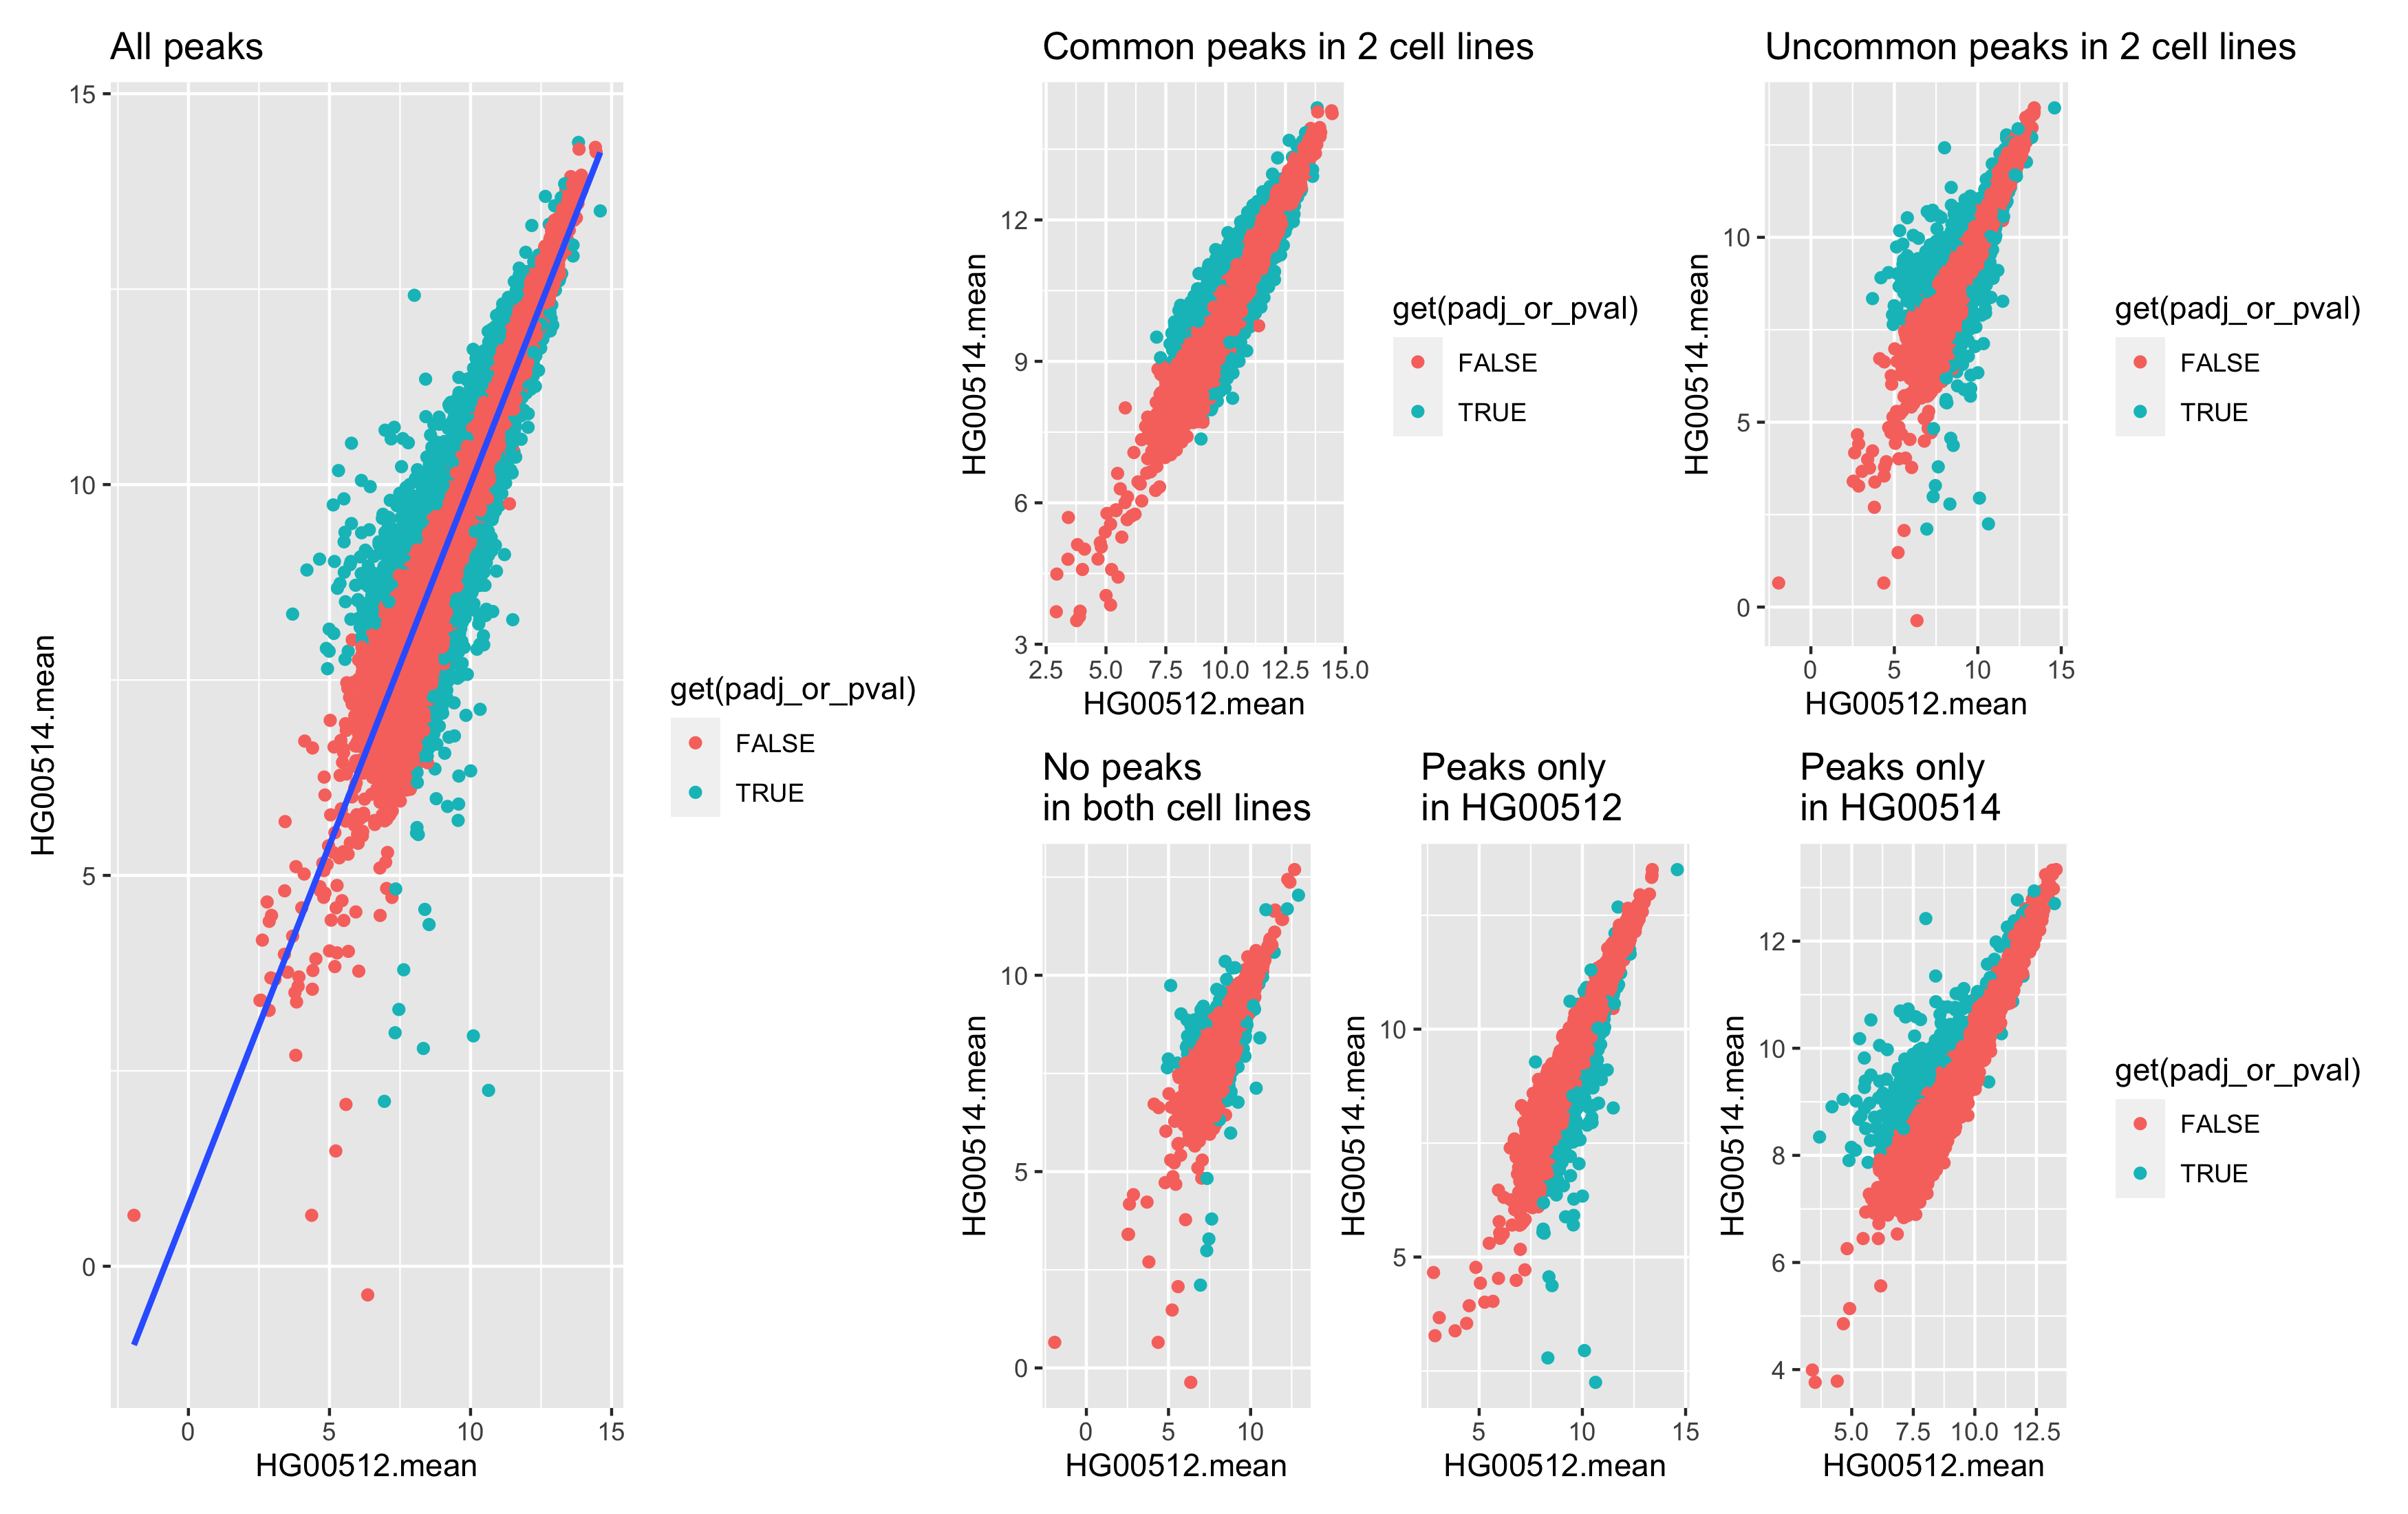 All peaks
15
10
5
0
0
5
10
15
HG00512.mean
HG00514.mean
get(padj_or_pval)
FALSE
TRUE
Common peaks in 2 cell lines
12
9
6
3
2.5
5.0
7.5
10.0
12.5
15.0
HG00512.mean
HG00514.mean
get(padj_or_pval)
FALSE
TRUE
Uncommon peaks in 2 cell lines
10
5
0
0
5
10
15
HG00512.mean
HG00514.mean
get(padj_or_pval)
FALSE
TRUE
No peaks
in both cell lines
10
5
0
0
5
10
HG00512.mean
HG00514.mean
Peaks only
in HG00512
10
5
5
10
15
HG00512.mean
HG00514.mean
Peaks only
in HG00514
12
10
8
6
4
5.0
7.5
10.0
12.5
HG00512.mean
HG00514.mean
get(padj_or_pval)
FALSE
TRUE